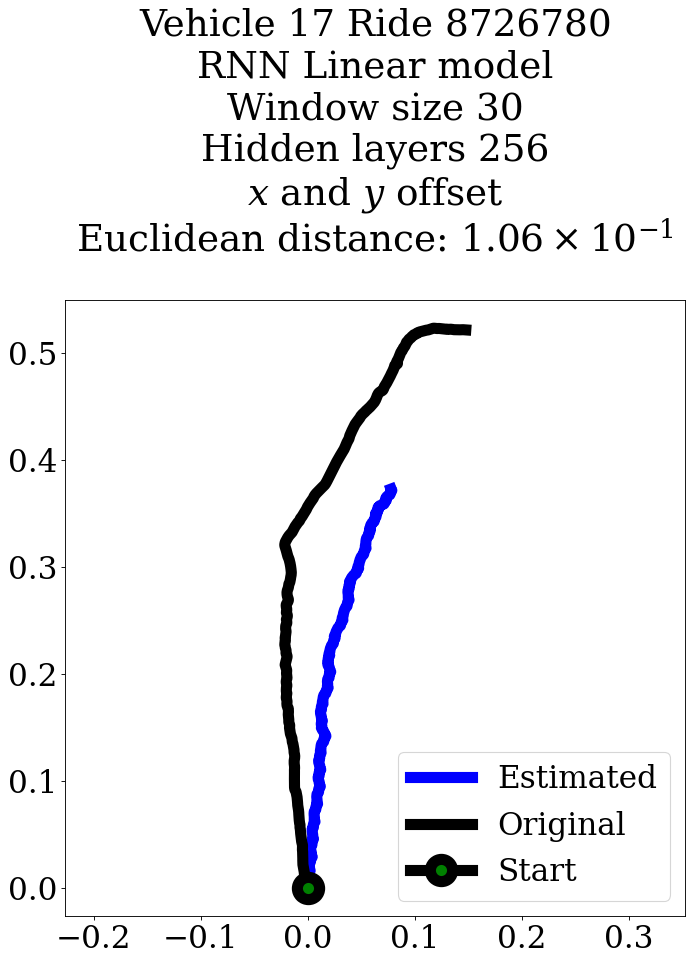 Vehicle 17 Ride 8726780
RNN Linear model
Window size 30
Hidden layers 256
x and y offset
Euclidean distance: 1.06 × 10⁻¹
0.5
0.4
0.3
0.2
0.1
0.0
Estimated
Original
Start
−0.2 −0.1 0.0 0.1 0.2 0.3